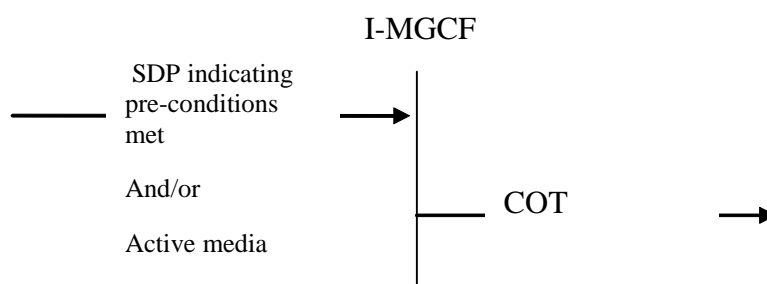 I-MGCF
SDP indicating
pre-conditions
met
And/or
Active media
COT